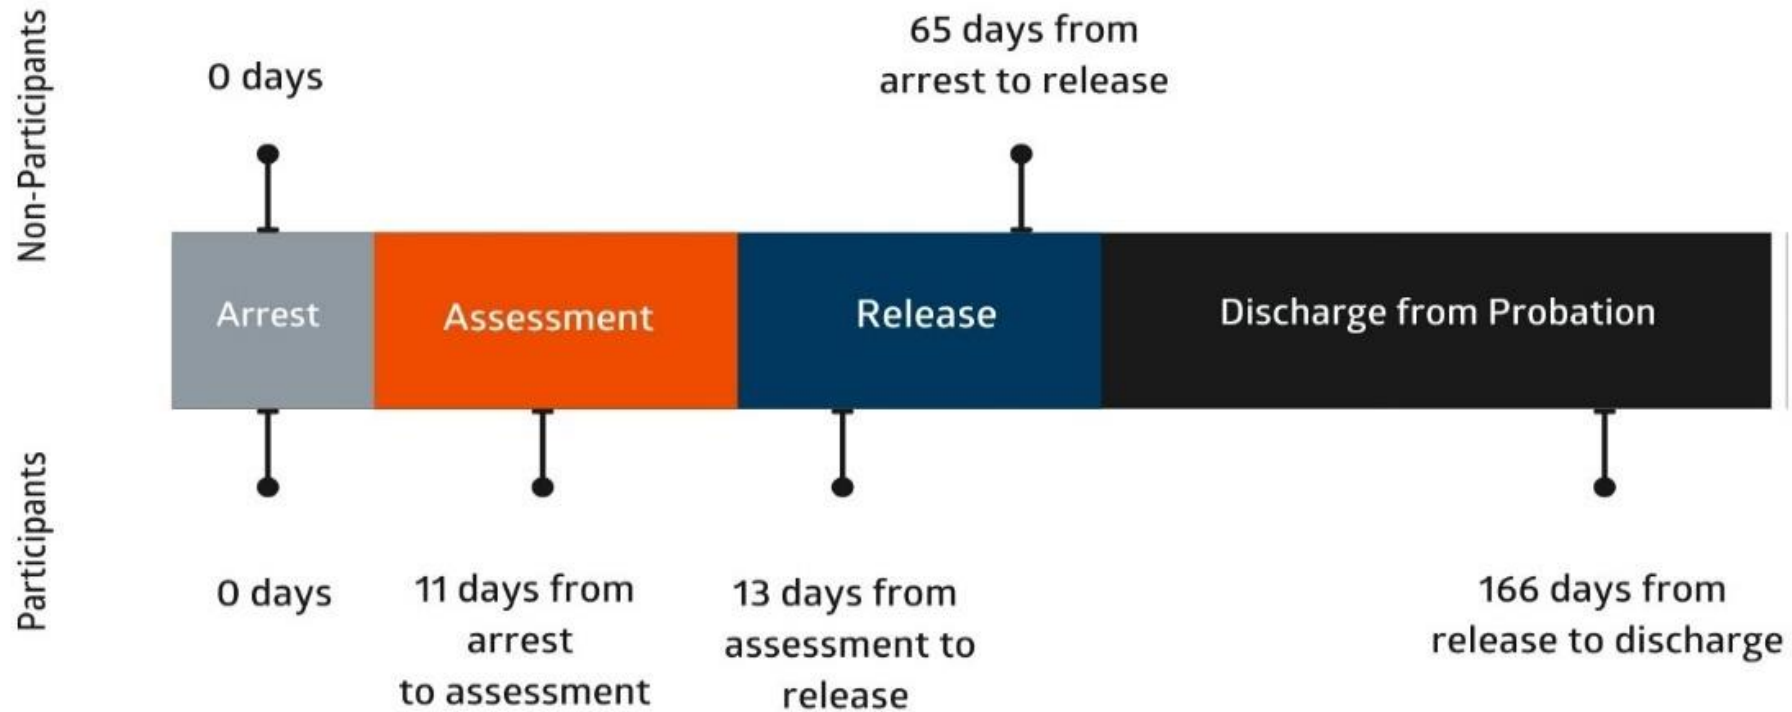 Non-Participants
0 days
65 days from
arrest to release
Arrest
Assessment
Release
Discharge from Probation
Participants
0 days
11 days from
arrest
to assessment
13 days from
assessment to
release
166 days from
release to discharge